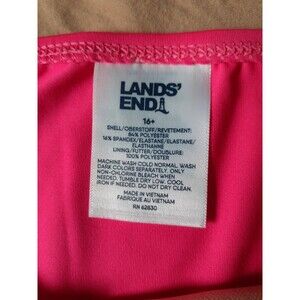 LANDS'
END
16+
SHELL/OBERSTOFF/REVETEMENT:
84% POLYESTER
16% SPANDEX/ELASTANE/ELASTANE/
ELASTHANNE
LINING/FUTTER/DOUBLURE:
100% POLYESTER
MACHINE WASH COLD NORMAL. WASH
DARK COLORS SEPARATELY. ONLY
NON-CHLORINE BLEACH WHEN
NEEDED. TUMBLE DRY LOW. COOL
IRON IF NEEDED. DO NOT DRY CLEAN.
MADE IN VIETNAM
FABRIQUE AU VIETNAM
RN 62830